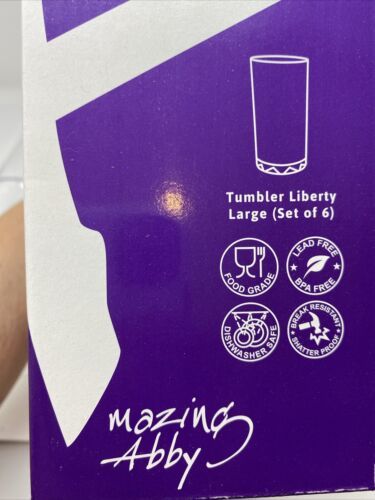 Tumbler Liberty
Large (Set of 6)
FOOD GRADE
LEAD FREE
BPA FREE
DISHWASHER SAFE
BREAK RESISTANT
SHATTER PROOF
mazing
Abby